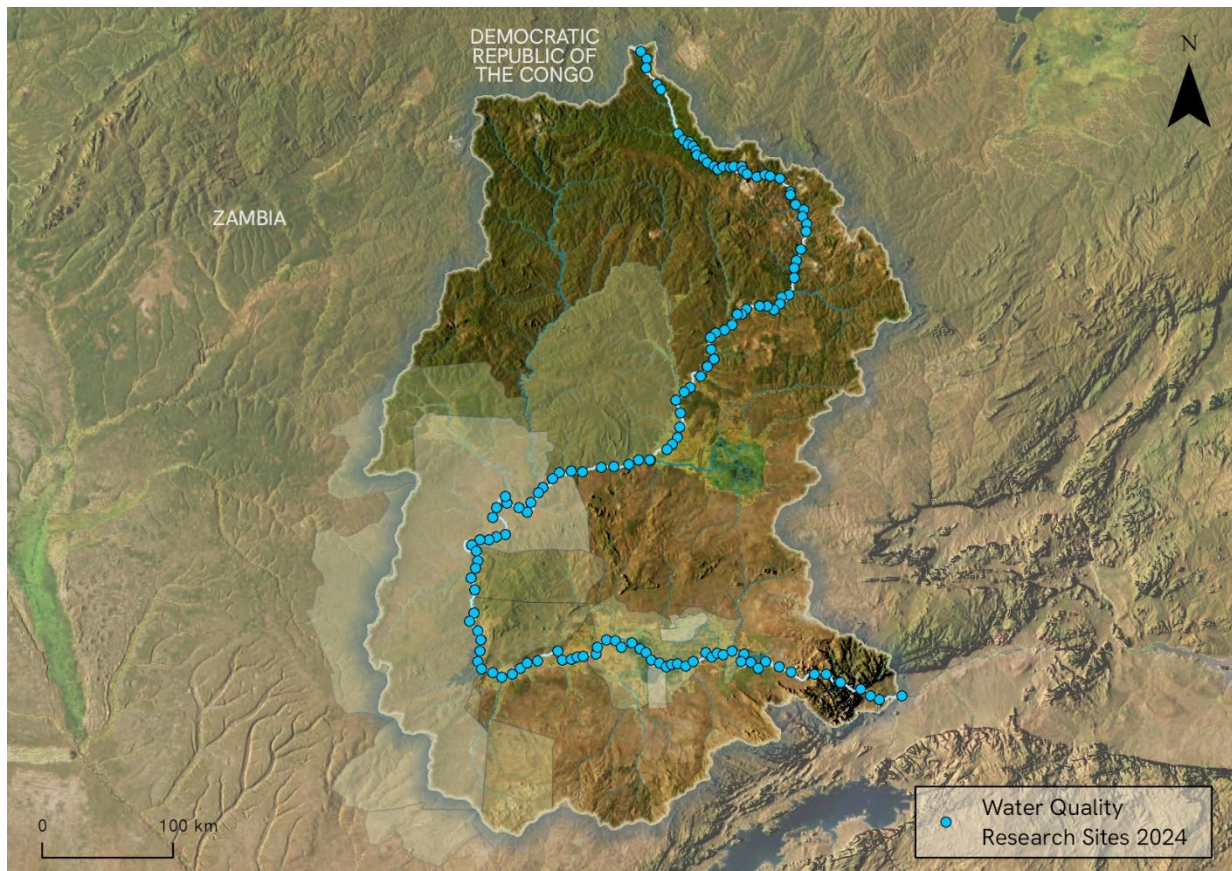 DEMOCRATIC
REPUBLIC OF
THE CONGO
N
ZAMBIA
0 100 km
Water Quality
Research Sites 2024